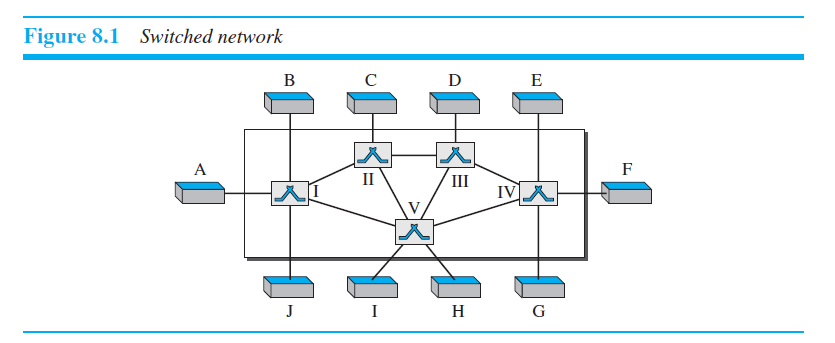 Figure 8.1 Switched network
B C D E
A F
II III
I IV
V
J I H G